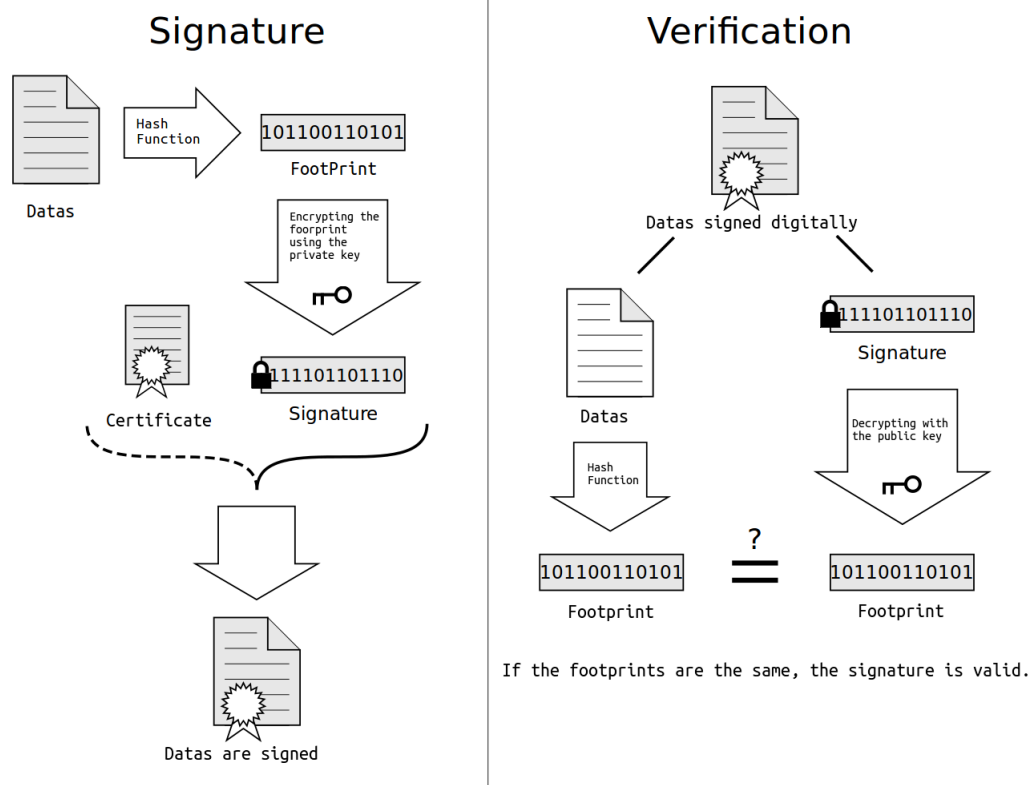 Signature
Hash
Function
101100110101
FootPrint
Datas
Encrypting the
foorprint
using the
private key
111101101110
Signature
Certificate
Datas are signed
Verification
Datas signed digitally
Datas
111101101110
Signature
Hash
Function
Decrypting with
the public key
?
=
101100110101
Footprint
101100110101
Footprint
If the footprints are the same, the signature is valid.